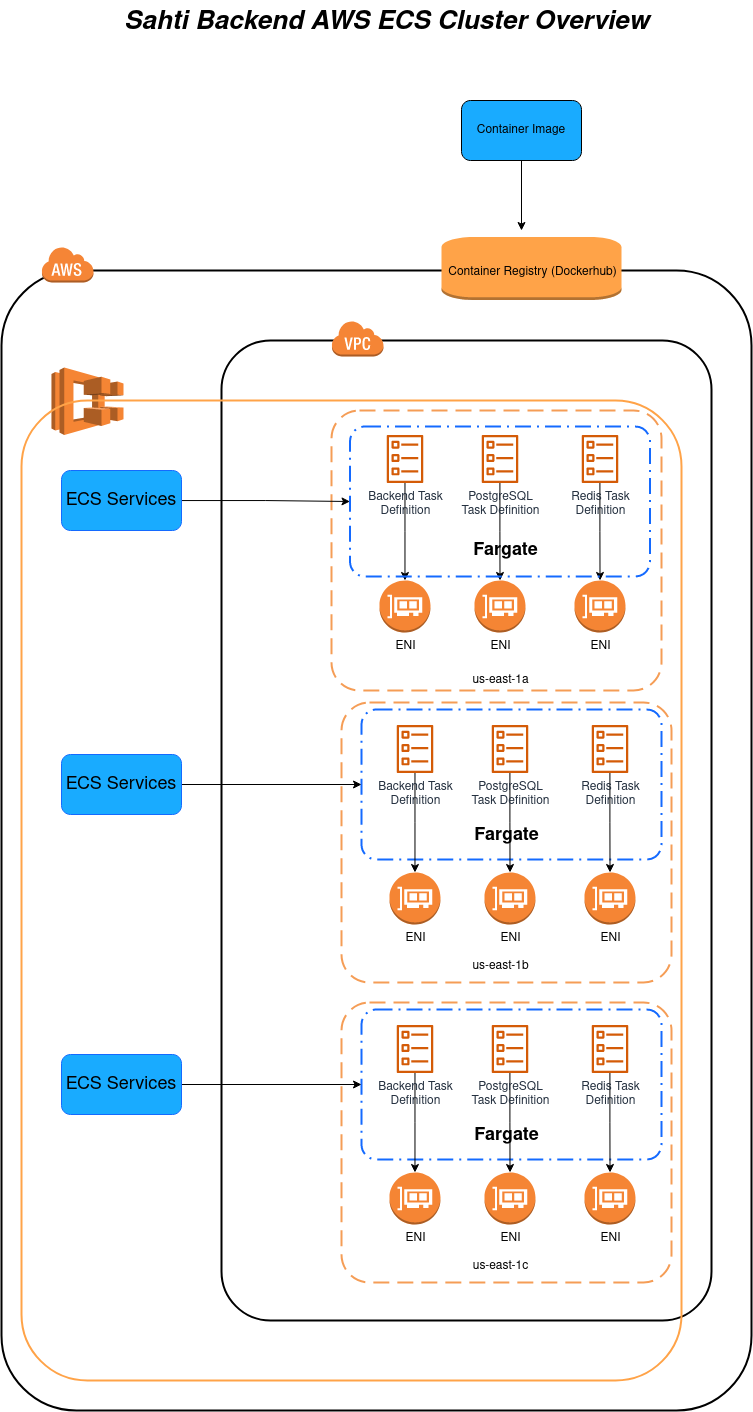 Sahti Backend AWS ECS Cluster Overview
Container Image
Container Registry (Dockerhub)
AWS
VPC
ECS Services
Backend Task
Definition
PostgreSQL
Task Definition
Redis Task
Definition
Fargate
ENI
ENI
ENI
us-east-1a
ECS Services
Backend Task
Definition
PostgreSQL
Task Definition
Redis Task
Definition
Fargate
ENI
ENI
ENI
us-east-1b
ECS Services
Backend Task
Definition
PostgreSQL
Task Definition
Redis Task
Definition
Fargate
ENI
ENI
ENI
us-east-1c